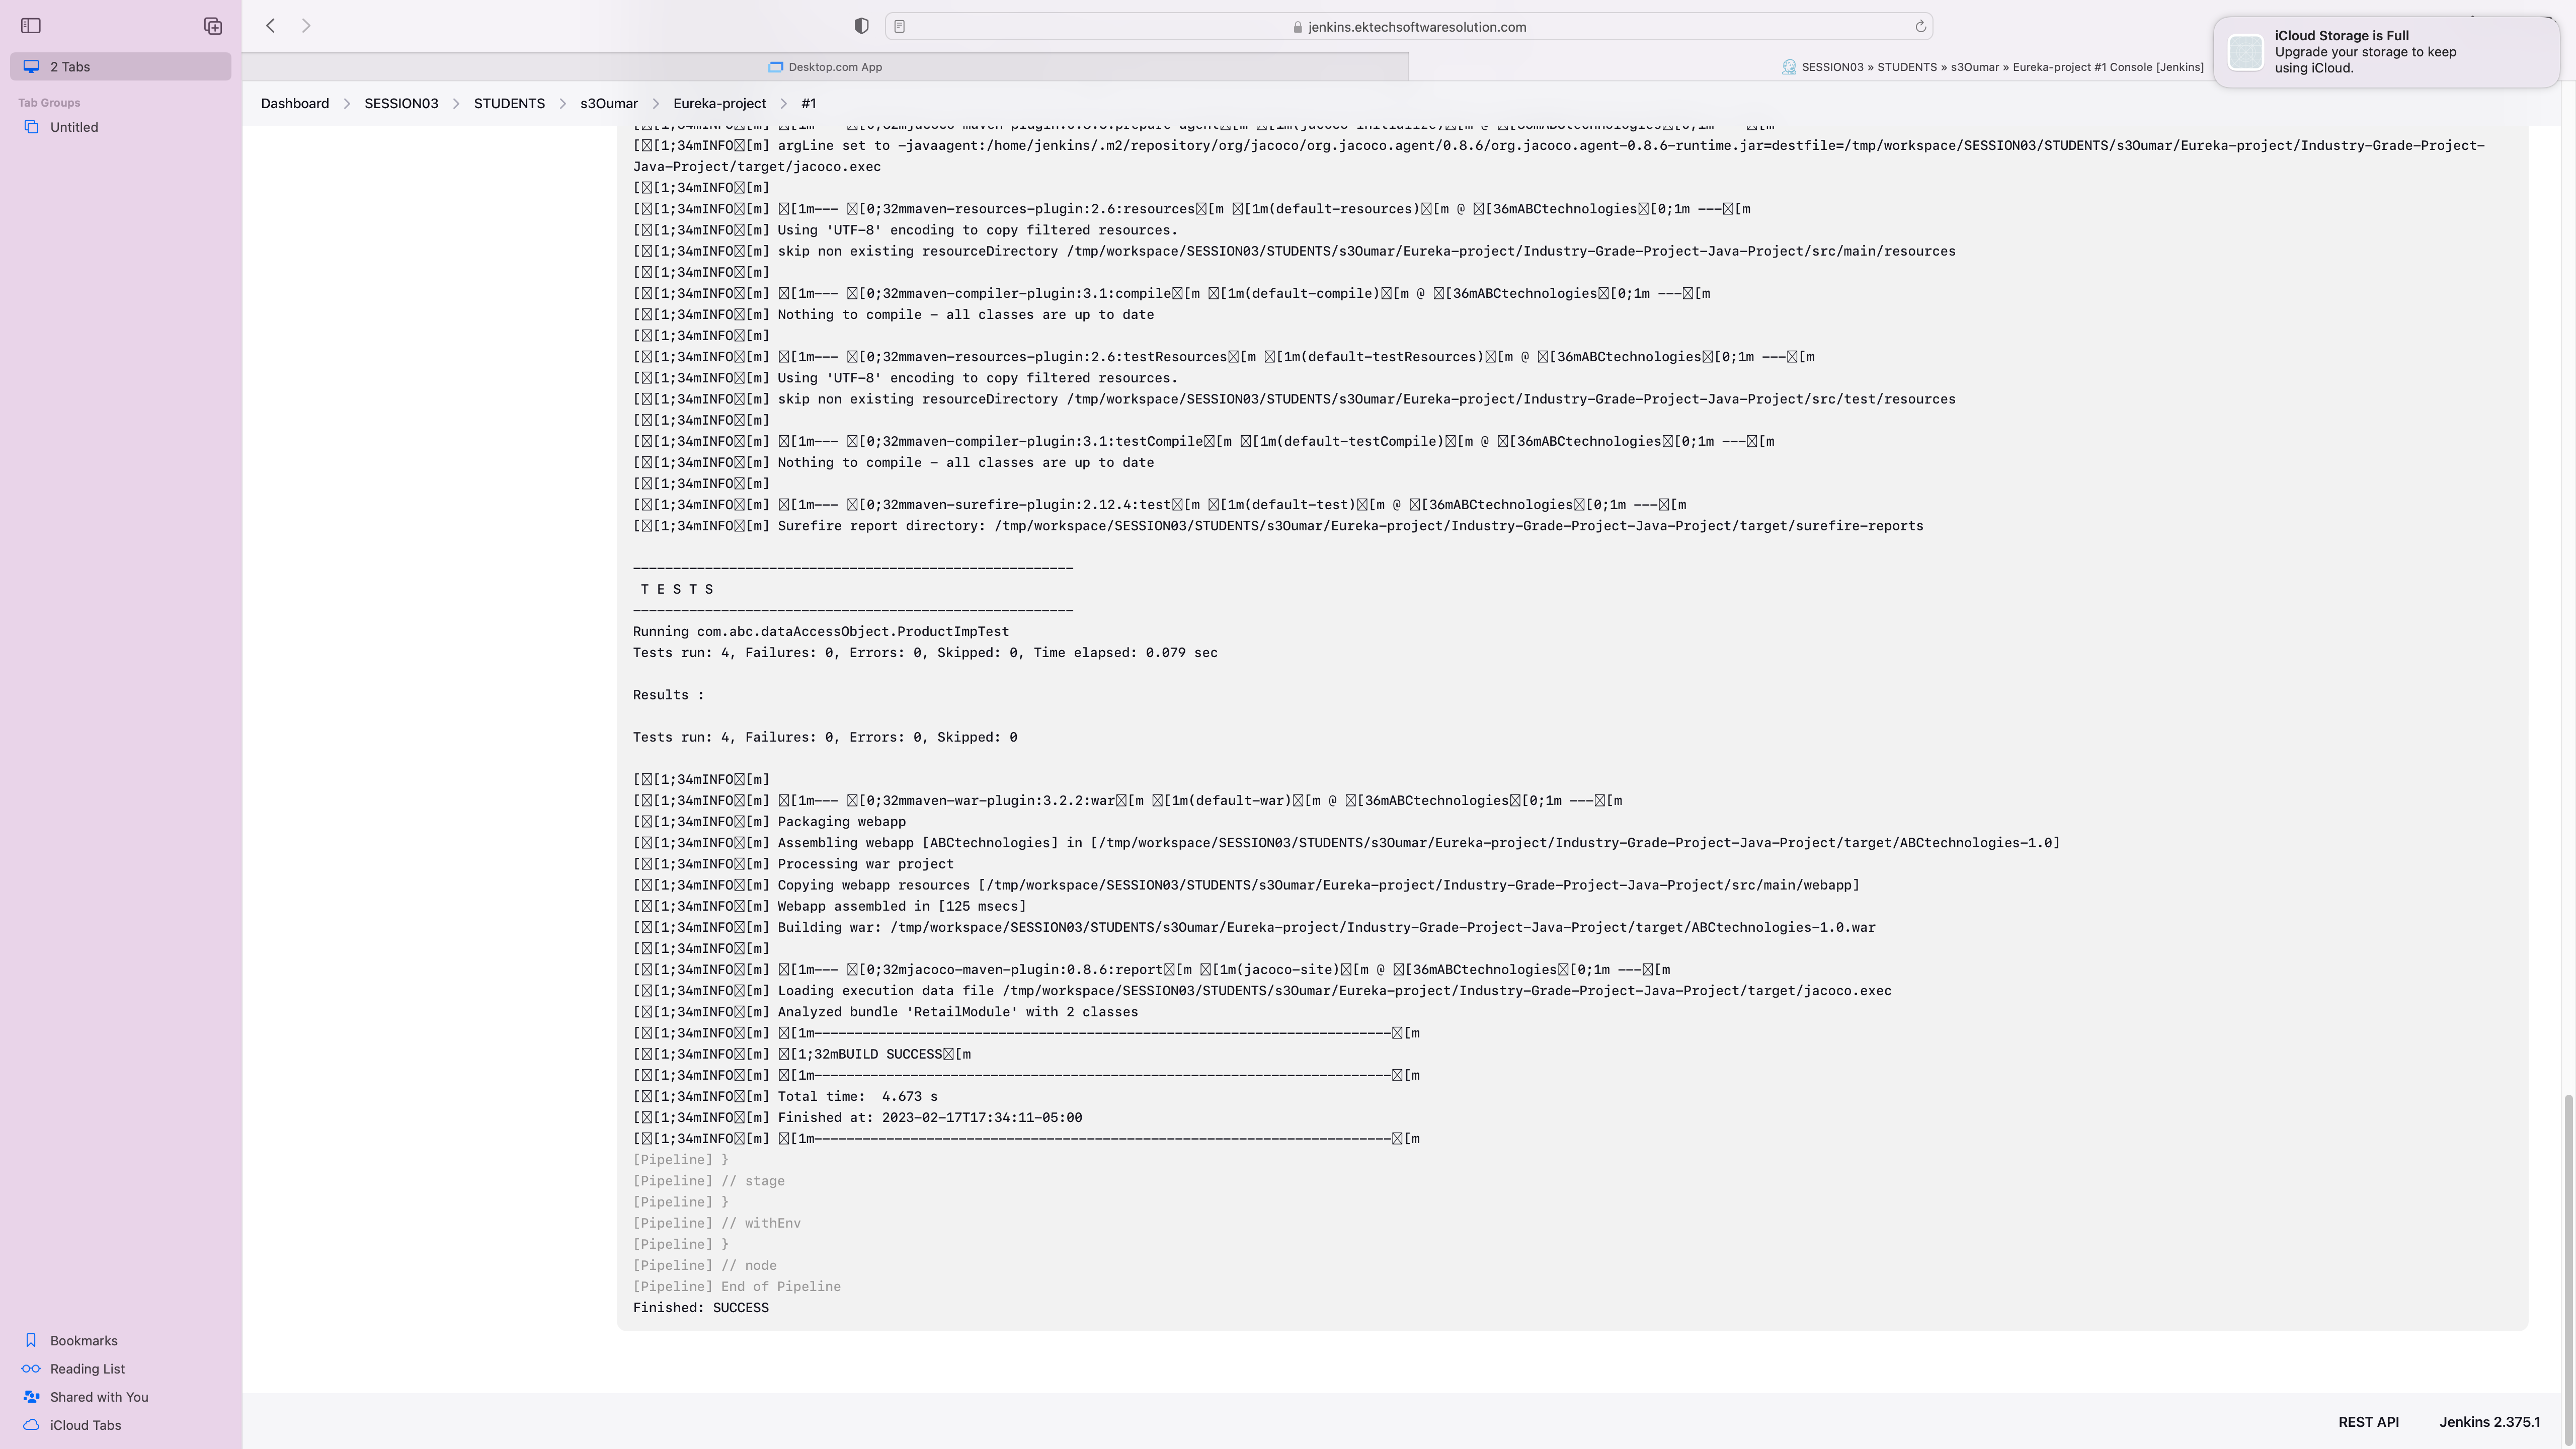 2 Tabs
Tab Groups
Untitled
Bookmarks
Reading List
Shared with You
iCloud Tabs
jenkins.ektechsoftwaresolution.com
Desktop.com App
SESSION03 » STUDENTS » s3Oumar » Eureka-project #1 Console [Jenkins]
iCloud Storage is Full
Upgrade your storage to keep
using iCloud.
Dashboard > SESSION03 > STUDENTS > s3Oumar > Eureka-project > #1
[␛[1;34mINFO␛[m] argLine set to -javaagent:/home/jenkins/.m2/repository/org/jacoco/org.jacoco.agent/0.8.6/org.jacoco.agent-0.8.6-runtime.jar=destfile=/tmp/workspace/SESSION03/STUDENTS/s3Oumar/Eureka-project/Industry-Grade-Project-
Java-Project/target/jacoco.exec
[␛[1;34mINFO␛[m]
[␛[1;34mINFO␛[m] ␛[1m--- ␛[0;32mmaven-resources-plugin:2.6:resources␛[m ␛[1m(default-resources)␛[m @ ␛[36mABCtechnologies␛[0;1m ---␛[m
[␛[1;34mINFO␛[m] Using 'UTF-8' encoding to copy filtered resources.
[␛[1;34mINFO␛[m] skip non existing resourceDirectory /tmp/workspace/SESSION03/STUDENTS/s3Oumar/Eureka-project/Industry-Grade-Project-Java-Project/src/main/resources
[␛[1;34mINFO␛[m]
[␛[1;34mINFO␛[m] ␛[1m--- ␛[0;32mmaven-compiler-plugin:3.1:compile␛[m ␛[1m(default-compile)␛[m @ ␛[36mABCtechnologies␛[0;1m ---␛[m
[␛[1;34mINFO␛[m] Nothing to compile - all classes are up to date
[␛[1;34mINFO␛[m]
[␛[1;34mINFO␛[m] ␛[1m--- ␛[0;32mmaven-resources-plugin:2.6:testResources␛[m ␛[1m(default-testResources)␛[m @ ␛[36mABCtechnologies␛[0;1m ---␛[m
[␛[1;34mINFO␛[m] Using 'UTF-8' encoding to copy filtered resources.
[␛[1;34mINFO␛[m] skip non existing resourceDirectory /tmp/workspace/SESSION03/STUDENTS/s3Oumar/Eureka-project/Industry-Grade-Project-Java-Project/src/test/resources
[␛[1;34mINFO␛[m]
[␛[1;34mINFO␛[m] ␛[1m--- ␛[0;32mmaven-compiler-plugin:3.1:testCompile␛[m ␛[1m(default-testCompile)␛[m @ ␛[36mABCtechnologies␛[0;1m ---␛[m
[␛[1;34mINFO␛[m] Nothing to compile - all classes are up to date
[␛[1;34mINFO␛[m]
[␛[1;34mINFO␛[m] ␛[1m--- ␛[0;32mmaven-surefire-plugin:2.12.4:test␛[m ␛[1m(default-test)␛[m @ ␛[36mABCtechnologies␛[0;1m ---␛[m
[␛[1;34mINFO␛[m] Surefire report directory: /tmp/workspace/SESSION03/STUDENTS/s3Oumar/Eureka-project/Industry-Grade-Project-Java-Project/target/surefire-reports
-------------------------------------------------------
T E S T S
-------------------------------------------------------
Running com.abc.dataAccessObject.ProductImpTest
Tests run: 4, Failures: 0, Errors: 0, Skipped: 0, Time elapsed: 0.079 sec
Results :
Tests run: 4, Failures: 0, Errors: 0, Skipped: 0
[␛[1;34mINFO␛[m]
[␛[1;34mINFO␛[m] ␛[1m--- ␛[0;32mmaven-war-plugin:3.2.2:war␛[m ␛[1m(default-war)␛[m @ ␛[36mABCtechnologies␛[0;1m ---␛[m
[␛[1;34mINFO␛[m] Packaging webapp
[␛[1;34mINFO␛[m] Assembling webapp [ABCtechnologies] in [/tmp/workspace/SESSION03/STUDENTS/s3Oumar/Eureka-project/Industry-Grade-Project-Java-Project/target/ABCtechnologies-1.0]
[␛[1;34mINFO␛[m] Processing war project
[␛[1;34mINFO␛[m] Copying webapp resources [/tmp/workspace/SESSION03/STUDENTS/s3Oumar/Eureka-project/Industry-Grade-Project-Java-Project/src/main/webapp]
[␛[1;34mINFO␛[m] Webapp assembled in [125 msecs]
[␛[1;34mINFO␛[m] Building war: /tmp/workspace/SESSION03/STUDENTS/s3Oumar/Eureka-project/Industry-Grade-Project-Java-Project/target/ABCtechnologies-1.0.war
[␛[1;34mINFO␛[m]
[␛[1;34mINFO␛[m] ␛[1m--- ␛[0;32mjacoco-maven-plugin:0.8.6:report␛[m ␛[1m(jacoco-site)␛[m @ ␛[36mABCtechnologies␛[0;1m ---␛[m
[␛[1;34mINFO␛[m] Loading execution data file /tmp/workspace/SESSION03/STUDENTS/s3Oumar/Eureka-project/Industry-Grade-Project-Java-Project/target/jacoco.exec
[␛[1;34mINFO␛[m] Analyzed bundle 'RetailModule' with 2 classes
[␛[1;34mINFO␛[m] ␛[1m------------------------------------------------------------------------␛[m
[␛[1;34mINFO␛[m] ␛[1;32mBUILD SUCCESS␛[m
[␛[1;34mINFO␛[m] ␛[1m------------------------------------------------------------------------␛[m
[␛[1;34mINFO␛[m] Total time:  4.673 s
[␛[1;34mINFO␛[m] Finished at: 2023-02-17T17:34:11-05:00
[␛[1;34mINFO␛[m] ␛[1m------------------------------------------------------------------------␛[m
[Pipeline] }
[Pipeline] // stage
[Pipeline] }
[Pipeline] // withEnv
[Pipeline] }
[Pipeline] // node
[Pipeline] End of Pipeline
Finished: SUCCESS
REST API
Jenkins 2.375.1